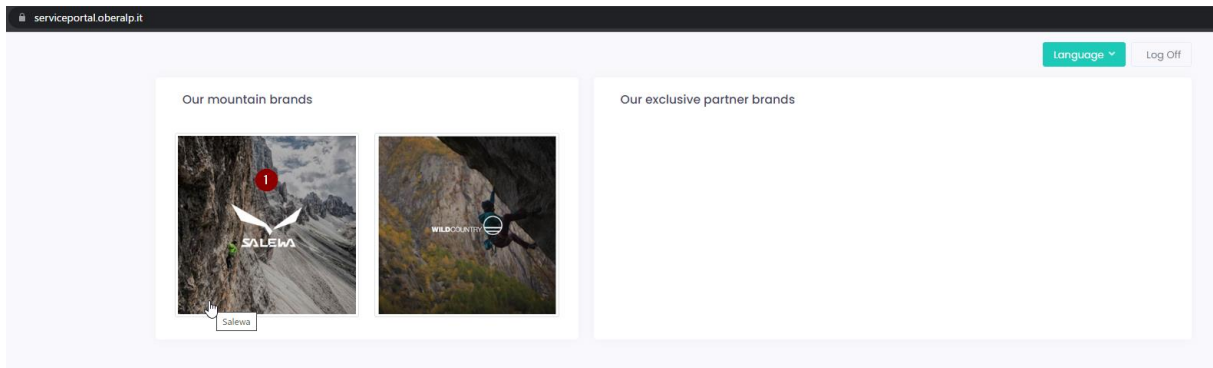 serviceportal.oberalp.it
Language
Log Off
Our mountain brands
Our exclusive partner brands
1
SALEWA
WILDCOUNTRY
Salewa